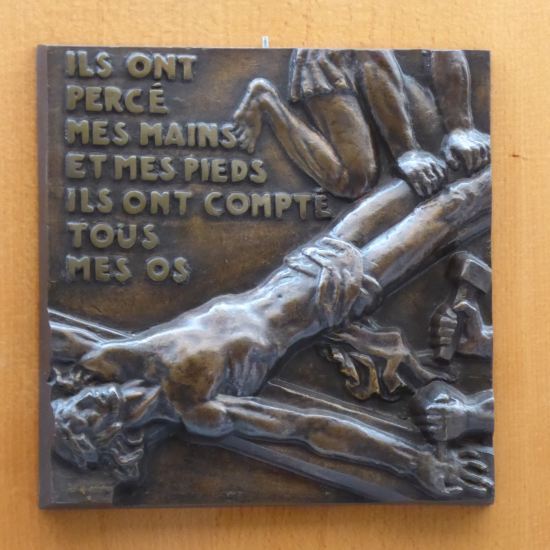 ILS ONT
PERCÉ
MES MAINS
ET MES PIEDS
ILS ONT COMPTÉ
TOUS
MES OS